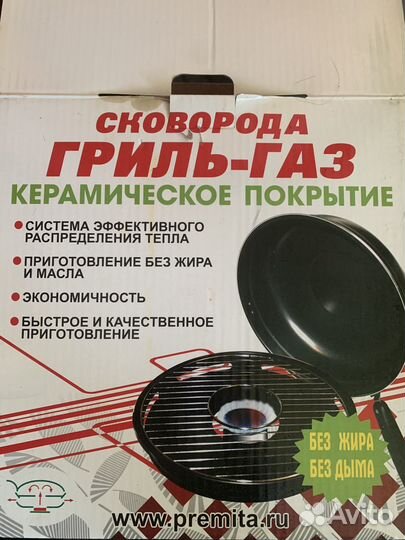 СКОВОРОДА
ГРИЛЬ-ГАЗ
КЕРАМИЧЕСКОЕ ПОКРЫТИЕ
•СИСТЕМА ЭФФЕКТИВНОГО
РАСПРЕДЕЛЕНИЯ ТЕПЛА
•ПРИГОТОВЛЕНИЕ БЕЗ ЖИРА
И МАСЛА
•ЭКОНОМИЧНОСТЬ
•БЫСТРОЕ И КАЧЕСТВЕННОЕ
ПРИГОТОВЛЕНИЕ
БЕЗ ЖИРА
БЕЗ ДЫМА
www.premita.ru
Avito